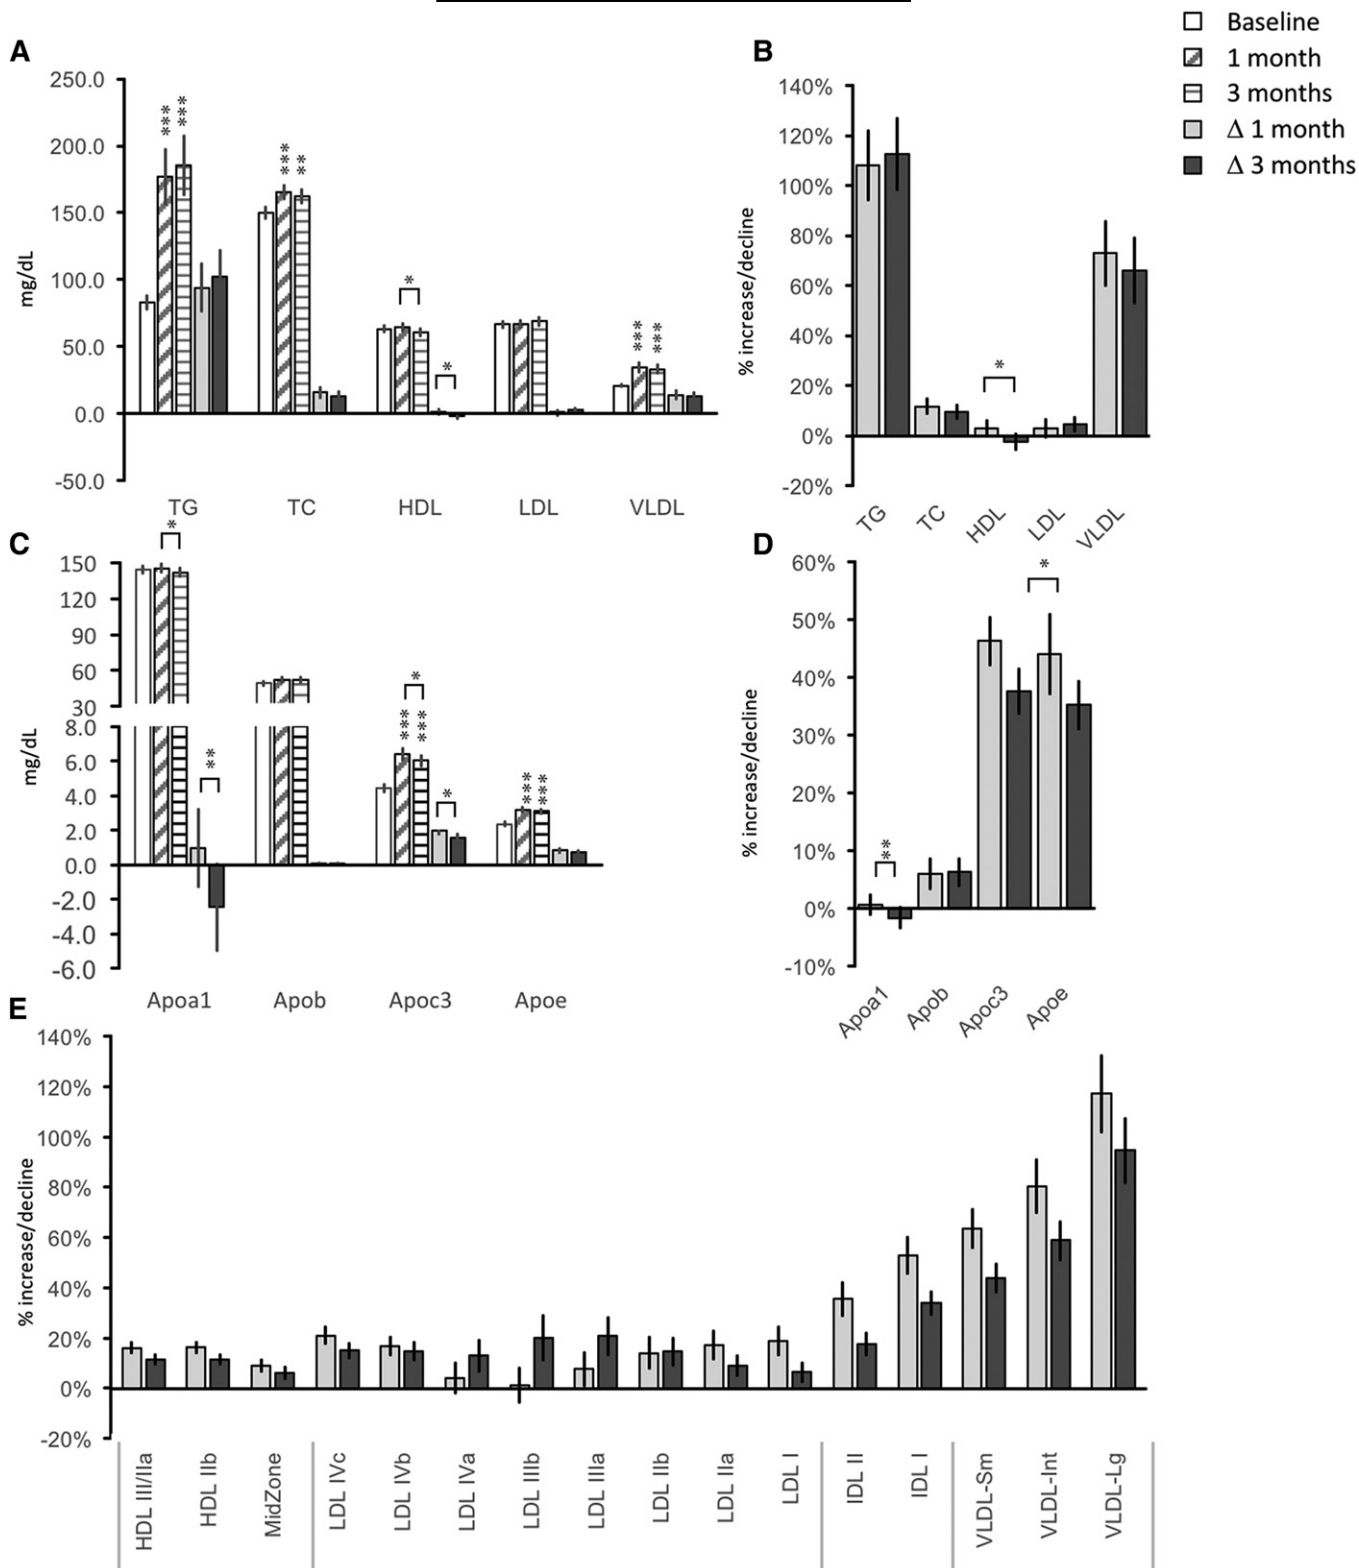 Baseline
1 month
3 months
Δ 1 month
Δ 3 months
A
250.0
200.0
150.0
100.0
50.0
0.0
-50.0
mg/dL
*** ***
*** **
*
*
*** ***
TG TC HDL LDL VLDL
B
140%
120%
100%
80%
60%
40%
20%
0%
-20%
% increase/decline
*
TG TC HDL LDL VLDL
C
150
120
90
60
30
8.0
6.0
4.0
2.0
0.0
-2.0
-4.0
-6.0
mg/dL
*
**
*
*** ***
*
*** ***
Apoa1 Apob Apoc3 Apoe
D
60%
50%
40%
30%
20%
10%
0%
-10%
% increase/decline
**
*
Apoa1 Apob Apoc3 Apoe
E
140%
120%
100%
80%
60%
40%
20%
0%
-20%
% increase/decline
HDL III/IIa
HDL IIb
MidZone
LDL IVc
LDL IVb
LDL IVa
LDL IIIb
LDL IIIa
LDL IIb
LDL IIa
LDL I
IDL II
IDL I
VLDL-Sm
VLDL-Int
VLDL-Lg